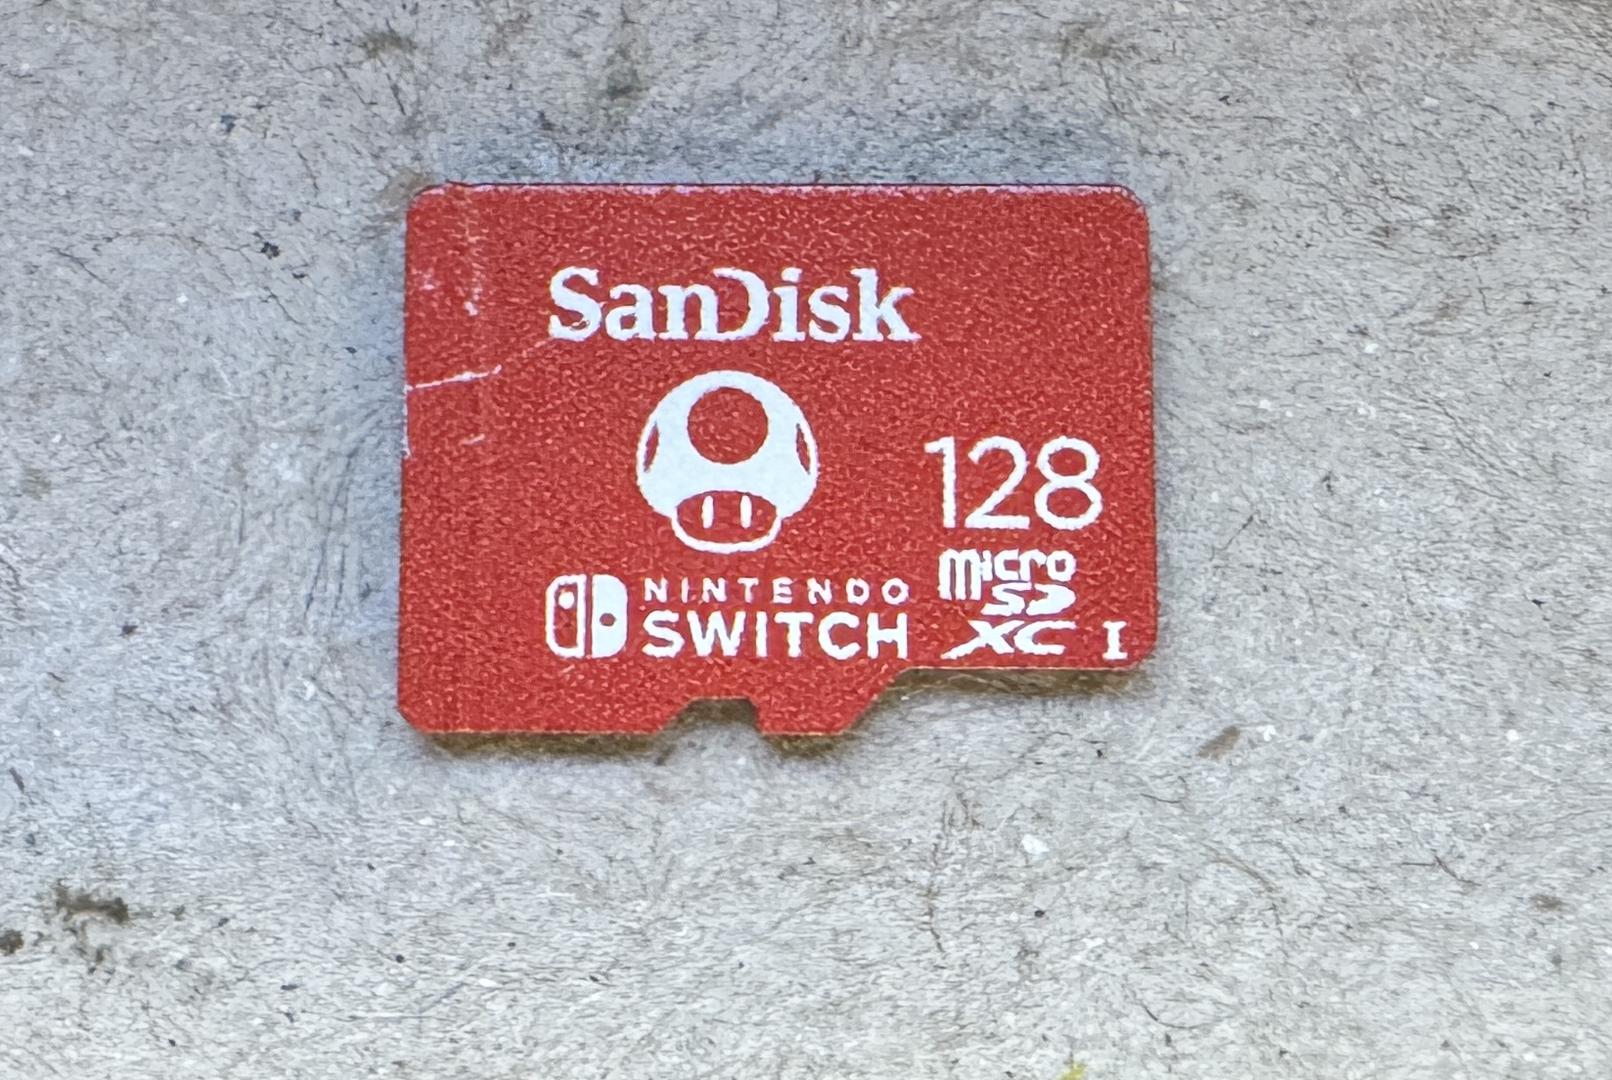 SanDisk
128
micro
SD
XC I
NINTENDO
SWITCH